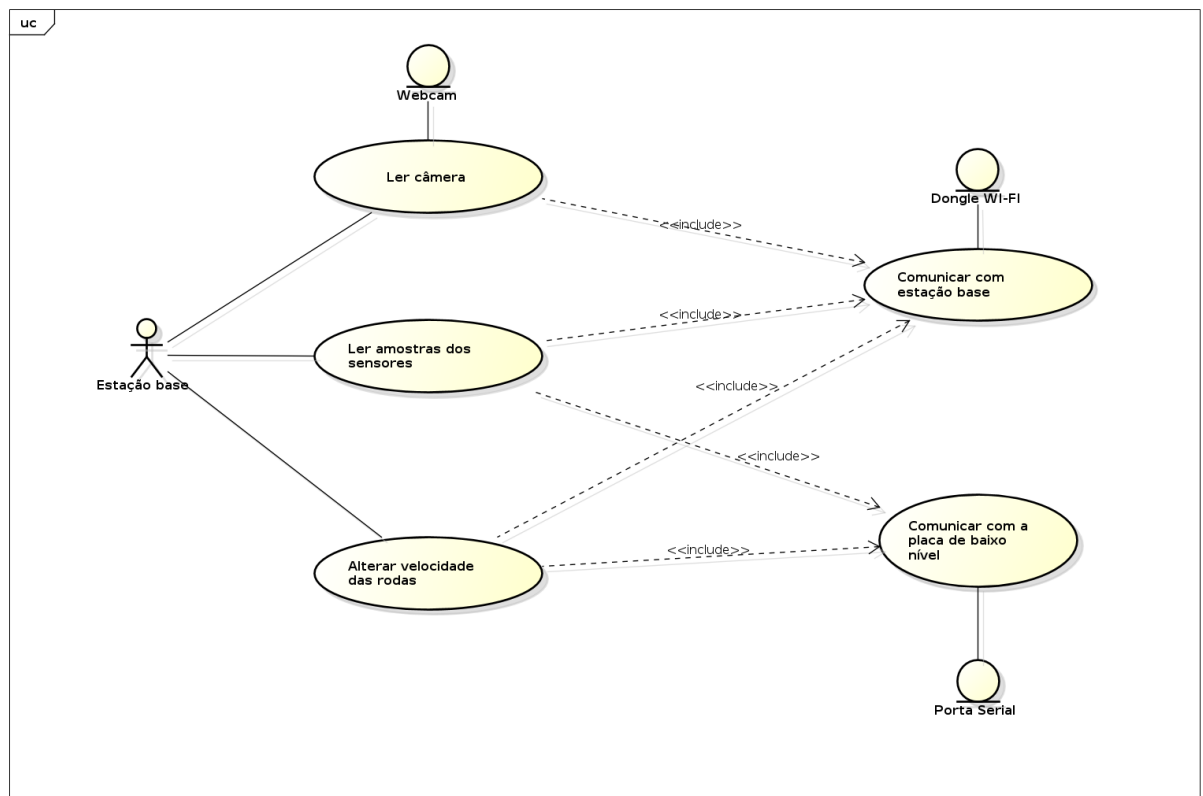 uc
Webcam
Ler câmera
Dongle WI-FI
<<include>>
Comunicar com
estação base
<<include>>
Ler amostras dos
sensores
Estação base
<<include>>
<<include>>
Comunicar com a
placa de baixo
nível
<<include>>
Alterar velocidade
das rodas
Porta Serial